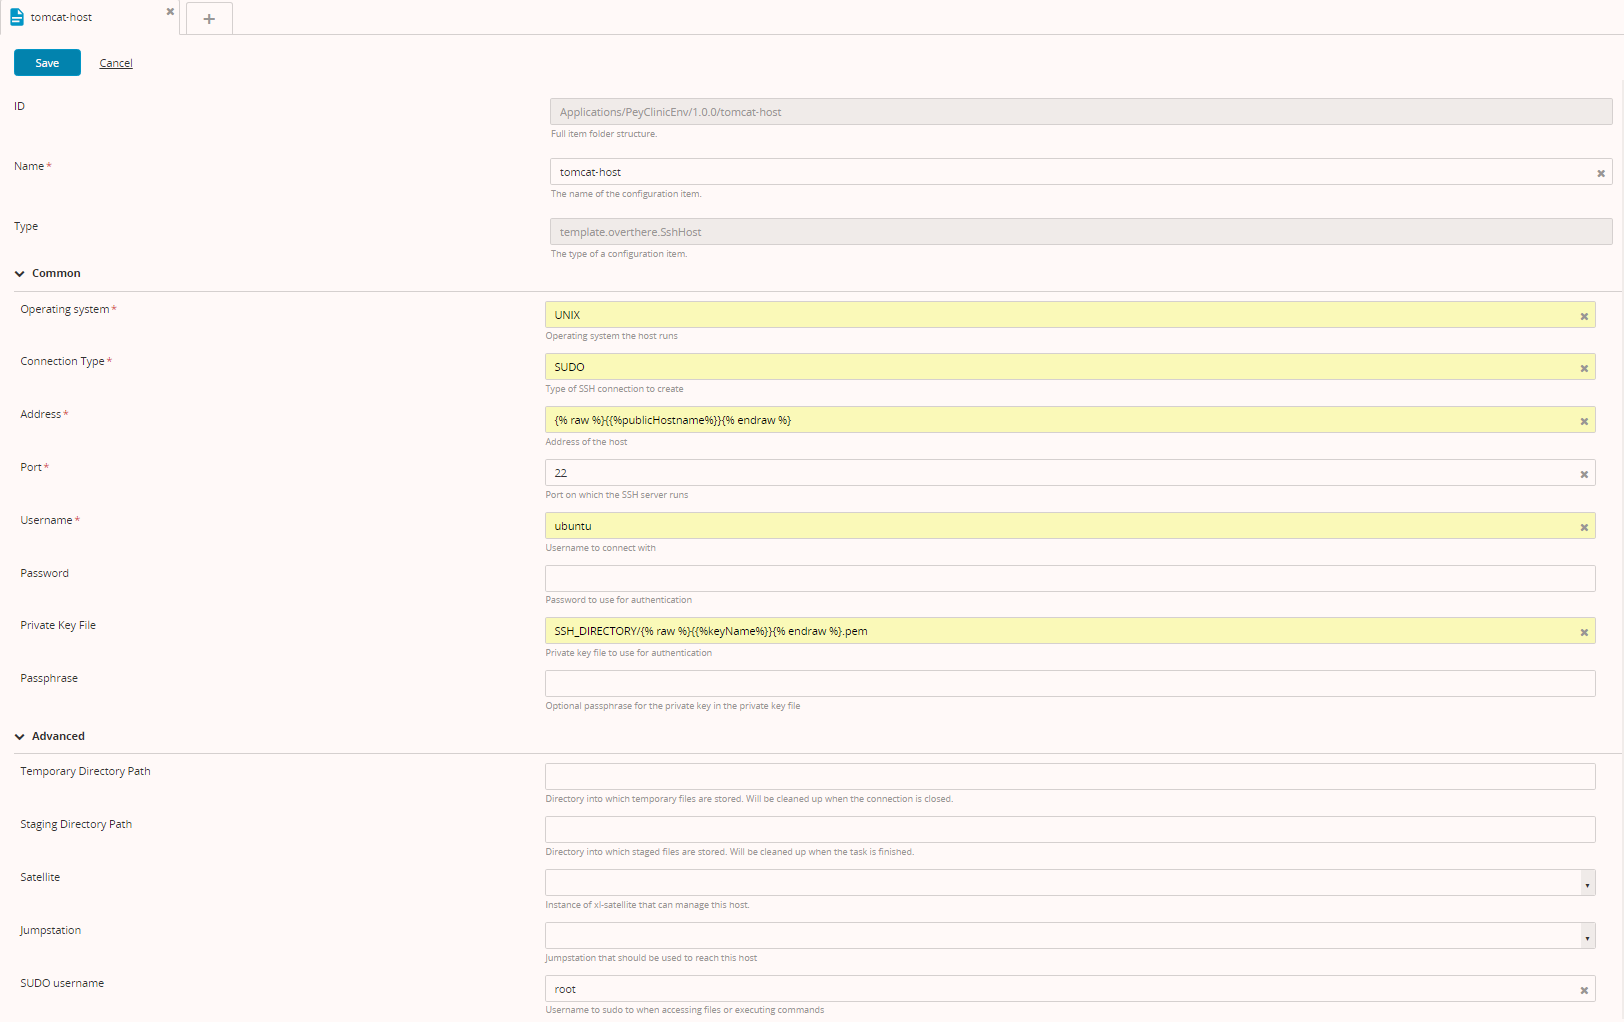 tomcat-host
Save Cancel
ID
Applications/PeyClinicEnv/1.0.0/tomcat-host
Full item folder structure.
Name *
tomcat-host
The name of the configuration item.
Type
template.overthere.SshHost
The type of a configuration item.
Common
Operating system *
UNIX
Operating system the host runs
Connection Type *
SUDO
Type of SSH connection to create
Address *
{% raw %}{{%publicHostname%}}{% endraw %}
Address of the host
Port *
22
Port on which the SSH server runs
Username *
ubuntu
Username to connect with
Password
Password to use for authentication
Private Key File
SSH_DIRECTORY/{% raw %}{{%keyName%}}{% endraw %}.pem
Private key file to use for authentication
Passphrase
Optional passphrase for the private key in the private key file
Advanced
Temporary Directory Path
Directory into which temporary files are stored. Will be cleaned up when the connection is closed.
Staging Directory Path
Directory into which staged files are stored. Will be cleaned up when the task is finished.
Satellite
Instance of xl-satellite that can manage this host.
Jumpstation
Jumpstation that should be used to reach this host
SUDO username
root
Username to sudo to when accessing files or executing commands